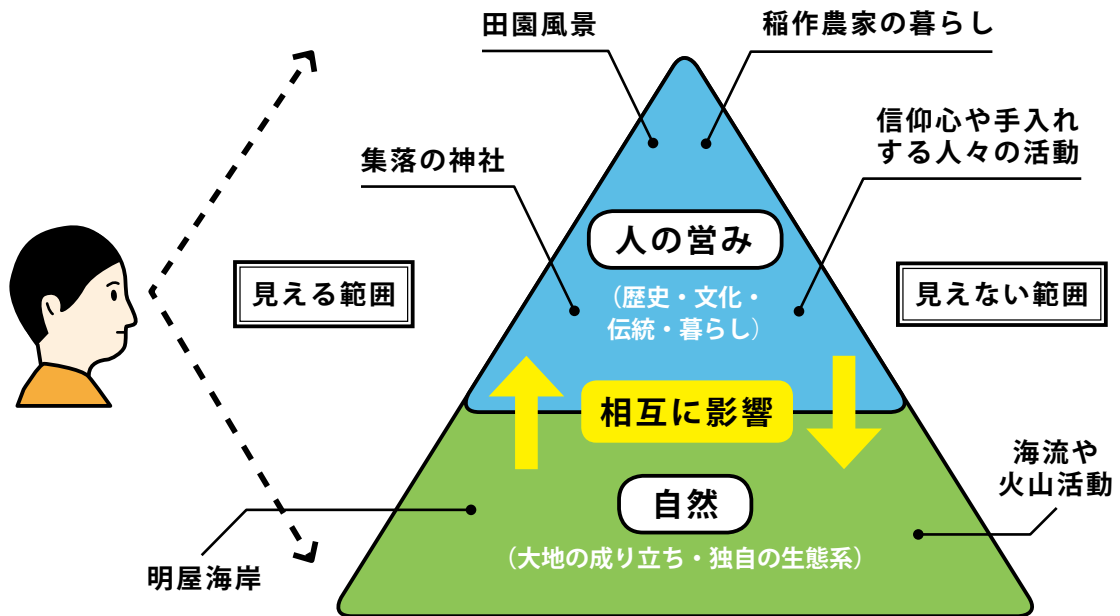 田園風景
稲作農家の暮らし
集落の神社
信仰心や手入れ
する人々の活動
人の営み
見える範囲
（歴史・文化・
伝統・暮らし）
見えない範囲
相互に影響
自然
（大地の成り立ち・独自の生態系）
海流や
火山活動
明屋海岸